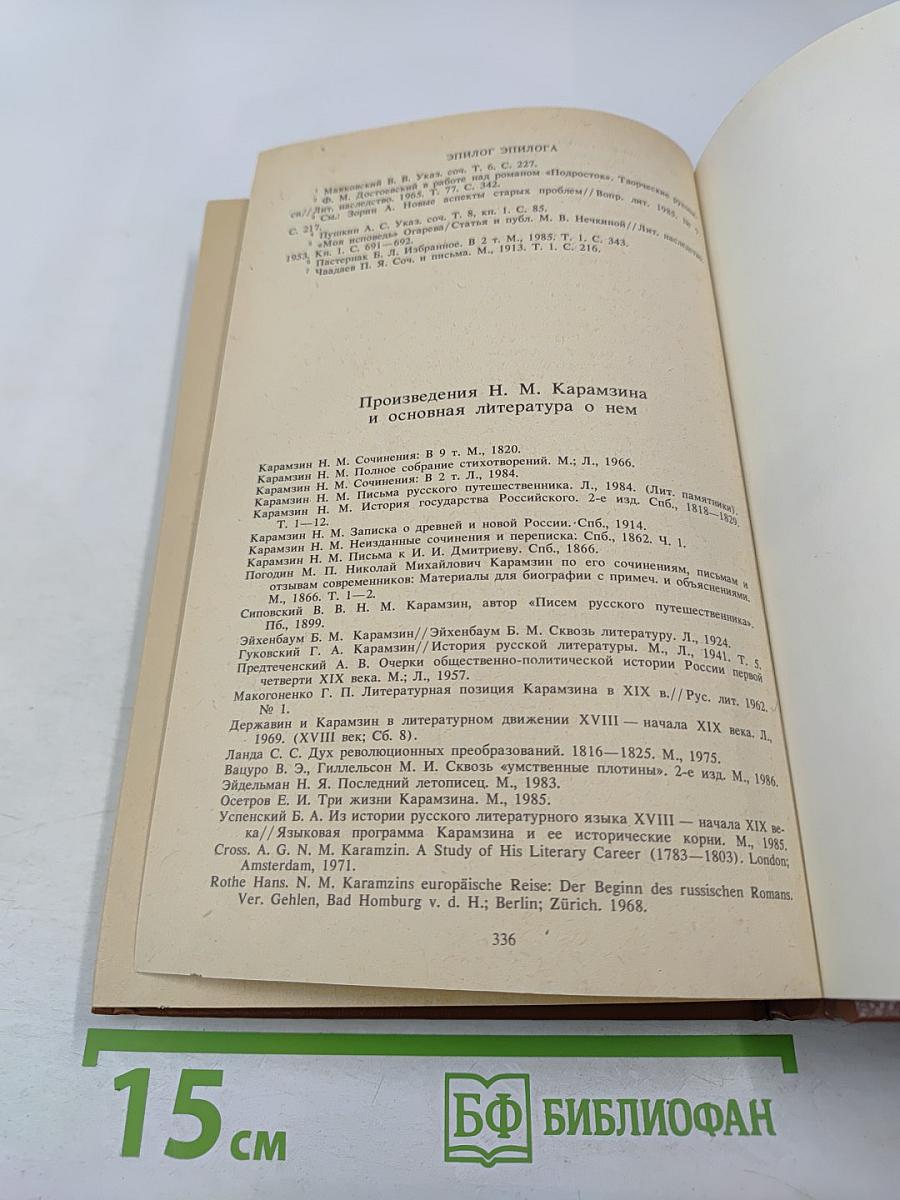 ЭПИЛОГ ЭПИЛОГА
¹ Маяковский В. В. Указ. соч. Т. 6. С. 227.
² Ф. М. Достоевский в работе над романом «Подросток». Творческие рукопи-
си//Лит. наследство. 1965. Т. 77. С. 342.
³ См.: Зорин А. Новые аспекты старых проблем//Вопр. лит. 1985. № 7.
С. 217.
⁴ Пушкин А. С. Указ. соч. Т. 8, кн. 1. С. 85.
⁵ «Моя исповедь» Огарева/Статья и публ. М. В. Нечкиной//Лит. наследство.
1953. Кн. 1. С. 691—692.
⁶ Пастернак Б. Л. Избранное. В 2 т. М., 1985. Т. 1. С. 343.
⁷ Чаадаев П. Я. Соч. и письма. М., 1913. Т. 1. С. 216.
Произведения Н. М. Карамзина
и основная литература о нем
Карамзин Н. М. Сочинения: В 9 т. М., 1820.
Карамзин Н. М. Полное собрание стихотворений. М.; Л., 1966.
Карамзин Н. М. Сочинения: В 2 т. Л., 1984.
Карамзин Н. М. Письма русского путешественника. Л., 1984. (Лит. памятники).
Карамзин Н. М. История государства Российского. 2-е изд. Спб., 1818—1829.
Т. 1—12.
Карамзин Н. М. Записка о древней и новой России. Спб., 1914.
Карамзин Н. М. Неизданные сочинения и переписка: Спб., 1862. Ч. 1.
Карамзин Н. М. Письма к И. И. Дмитриеву. Спб., 1866.
Погодин М. П. Николай Михайлович Карамзин по его сочинениям, письмам и
отзывам современников: Материалы для биографии с примеч. и объяснениями.
М., 1866. Т. 1—2.
Сиповский В. В. Н. М. Карамзин, автор «Писем русского путешественника».
Пб., 1899.
Эйхенбаум Б. М. Карамзин//Эйхенбаум Б. М. Сквозь литературу. Л., 1924.
Гуковский Г. А. Карамзин//История русской литературы. М., Л., 1941. Т. 5.
Предтеченский А. В. Очерки общественно-политической истории России первой
четверти XIX века. М.; Л., 1957.
Макогоненко Г. П. Литературная позиция Карамзина в XIX в.//Рус. лит. 1962.
№ 1.
Державин и Карамзин в литературном движении XVIII — начала XIX века. Л.,
1969. (XVIII век; Сб. 8).
Ланда С. С. Дух революционных преобразований. 1816—1825. М., 1975.
Вацуро В. Э., Гиллельсон М. И. Сквозь «умственные плотины». 2-е изд. М., 1986.
Эйдельман Н. Я. Последний летописец. М., 1983.
Осетров Е. И. Три жизни Карамзина. М., 1985.
Успенский Б. А. Из истории русского литературного языка XVIII — начала XIX ве-
ка//Языковая программа Карамзина и ее исторические корни. М., 1985.
Cross. A. G. N. M. Karamzin. A Study of His Literary Career (1783—1803). London;
Amsterdam, 1971.
Rothe Hans. N. M. Karamzins europäische Reise: Der Beginn des russischen Romans.
Ver. Gehlen, Bad Homburg v. d. H.; Berlin; Zürich. 1968.
336
15 см
БФ БИБЛИОФАН